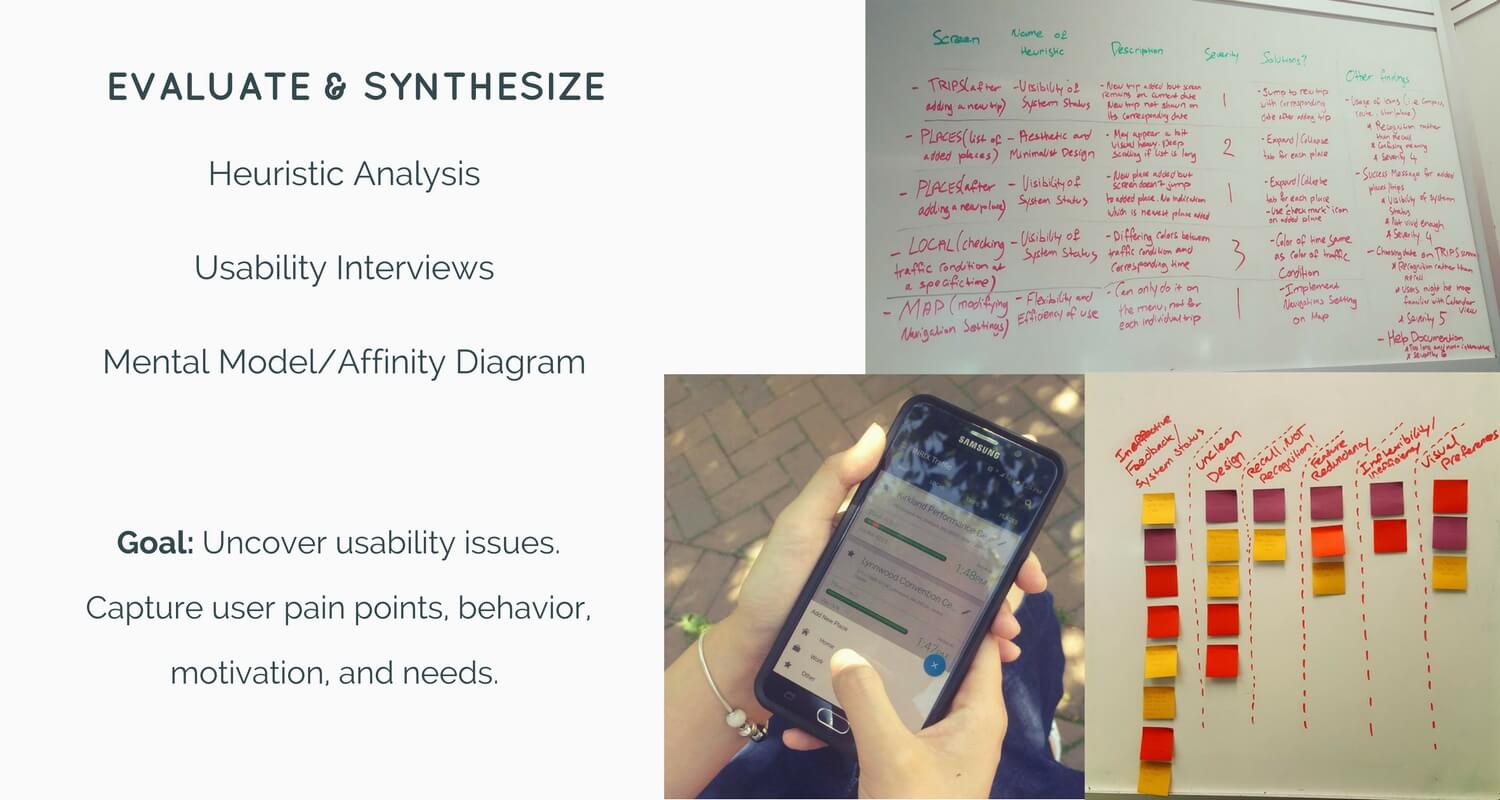 EVALUATE & SYNTHESIZE
Heuristic Analysis
Usability Interviews
Mental Model/Affinity Diagram
Goal: Uncover usability issues.
Capture user pain points, behavior,
motivation, and needs.
Screen
Name of
Heuristic
Description
Severity
Solutions?
Other findings
- TRIPS(after
adding a new trip)
- Visibility of
System Status
- New trip added but screen
remains on current date
New trip not shown on
its corresponding date
1
- Jump to new trip
with corresponding
date after adding trip
- PLACES(list of
added places)
- Aesthetic and
Minimalist Design
- May appear a bit
visual heavy. Deep
scrolling if list is long
2
- Expand/Collapse
tab for each place
- PLACES(after
adding a new place)
- Visibility of
System Status
- New place added but
screen doesn't jump
to added place. No indication
which is newest place added
1
- Expand/Collapse
tab for each place
- Use "check mark" icon
on added place
- LOCAL (checking
traffic condition at
a specific time)
- Visibility of
System Status
- Differing colors between
traffic condition and
corresponding time
3
- Color of time same
as color of traffic
Condition
- MAP (modifying
Navigation Settings)
- Flexibility and
Efficiency of use
- Can only do it on
the menu, not for
each individual trip
1
- Implement
Navigations Setting
on Map
- Usage of icons (i.e compass,
route, star/place)
* Recognition rather
than Recall
* Confusing meaning
* Severity 4
- Success Message for added
places/trips
* Visibility of system
Status
* Not vivid enough
* Severity 4
- Choosing date on TRIPS screen
* Recognition rather than
recall
* Users might be more
familiar with Calendar
View
* Severity 5
- Help Documentation
SAMSUNG
INRIX Traffic
PLACES
Kirkland Performance Ce...
1:48PM
Lynnwood Convention Ce...
1:47PM
Add New Place
Home
Work
Other
Ineffective
Feedback/
System Status
Unclean
Design
Recall, NOT
Recognition!
Feature
Redundancy
Inflexibility/
Inefficiency
Visual
Preferences